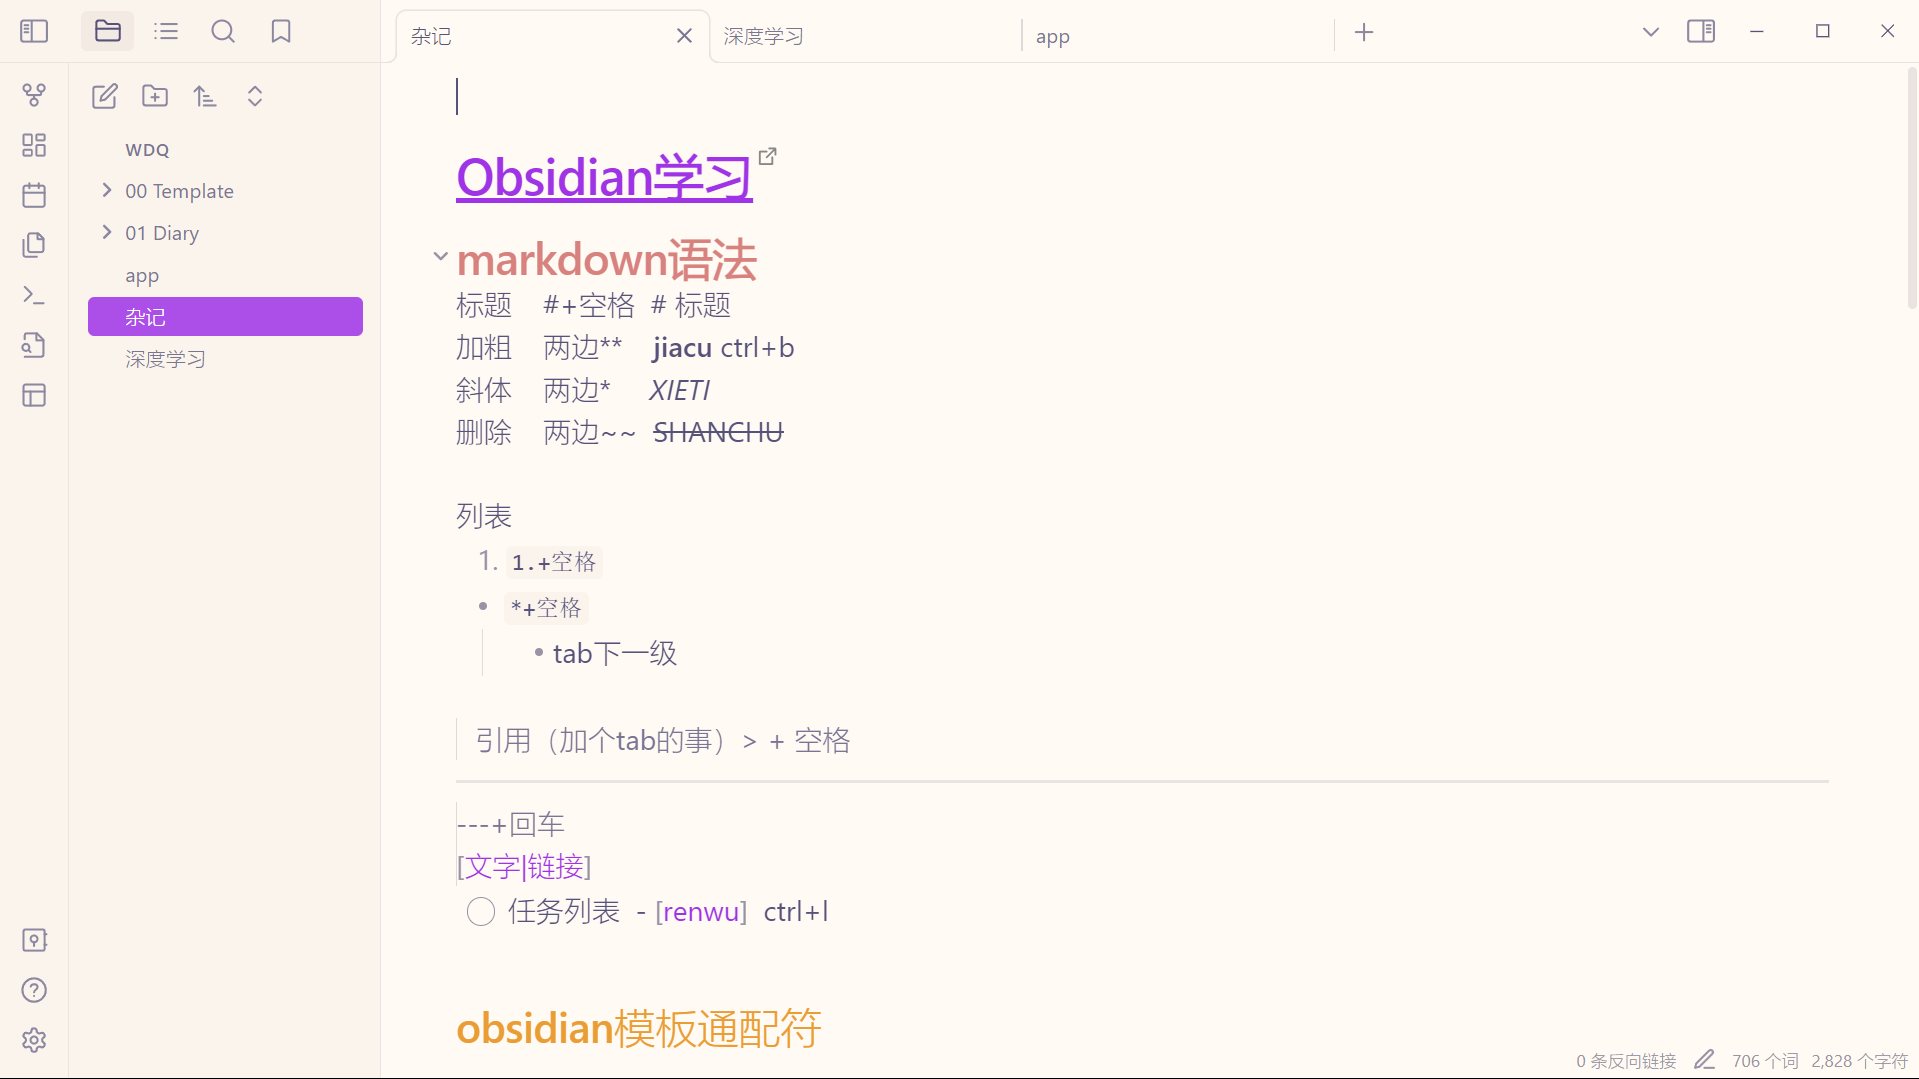 杂记
深度学习
app
WDQ
00 Template
01 Diary
app
杂记
深度学习
Obsidian学习
markdown语法
标题 #+空格 # 标题
加粗 两边** jiacu ctrl+b
斜体 两边* XIETI
删除 两边~~ SHANCHU
列表
1. 1.+空格
• *+空格
• tab下一级
引用（加个tab的事）> + 空格
---+回车
[文字|链接]
任务列表 - [renwu] ctrl+l
obsidian模板通配符
0 条反向链接 706 个词 2,828 个字符